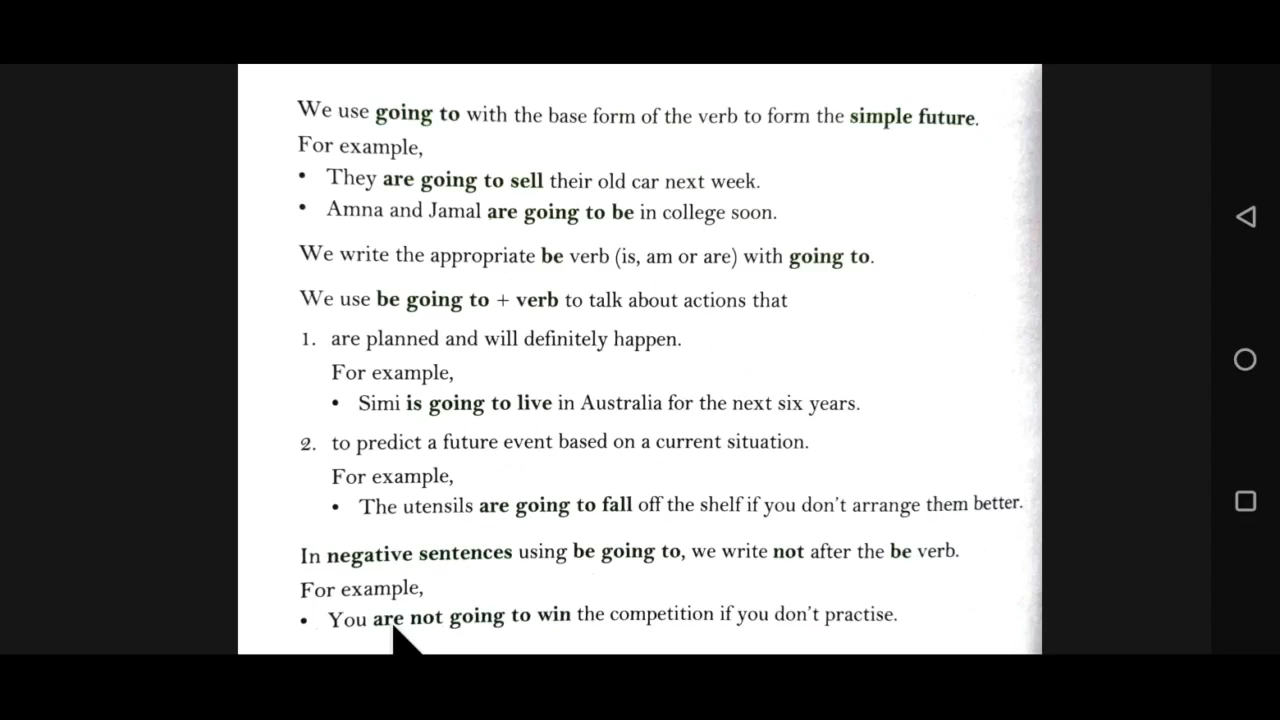 We use going to with the base form of the verb to form the simple future.
For example,
• They are going to sell their old car next week.
• Amna and Jamal are going to be in college soon.
We write the appropriate be verb (is, am or are) with going to.
We use be going to + verb to talk about actions that
1. are planned and will definitely happen.
For example,
• Simi is going to live in Australia for the next six years.
2. to predict a future event based on a current situation.
For example,
• The utensils are going to fall off the shelf if you don't arrange them better.
In negative sentences using be going to, we write not after the be verb.
For example,
• You are not going to win the competition if you don't practise.